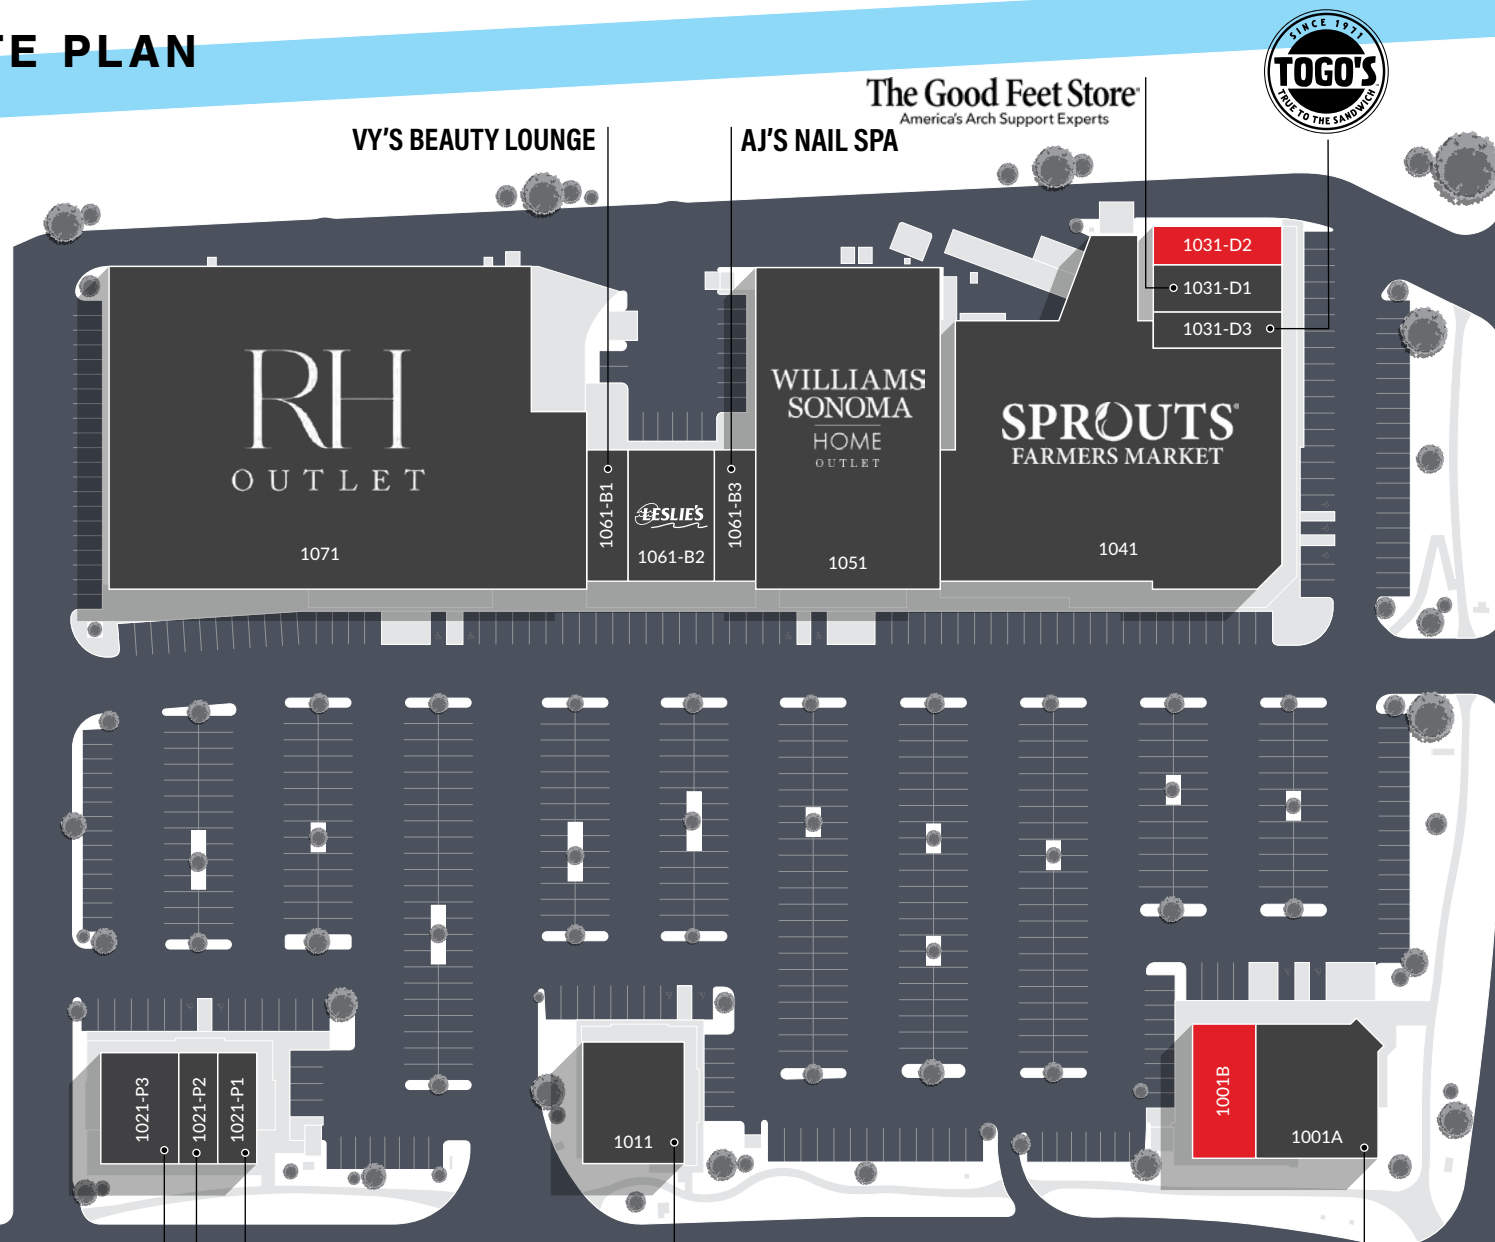 TE PLAN
SINCE 1971
TOGO'S
TRUE TO THE SANDWICH
The Good Feet Store
America's Arch Support Experts
VY'S BEAUTY LOUNGE
AJ'S NAIL SPA
1031-D2
1031-D1
1031-D3
RH
OUTLET
1071
1061-B1
LESLIE'S
1061-B2
1061-B3
WILLIAMS
SONOMA
HOME
OUTLET
1051
SPROUTS®
FARMERS MARKET
1041
1021-P3
1021-P2
1021-P1
1011
1001B
1001A